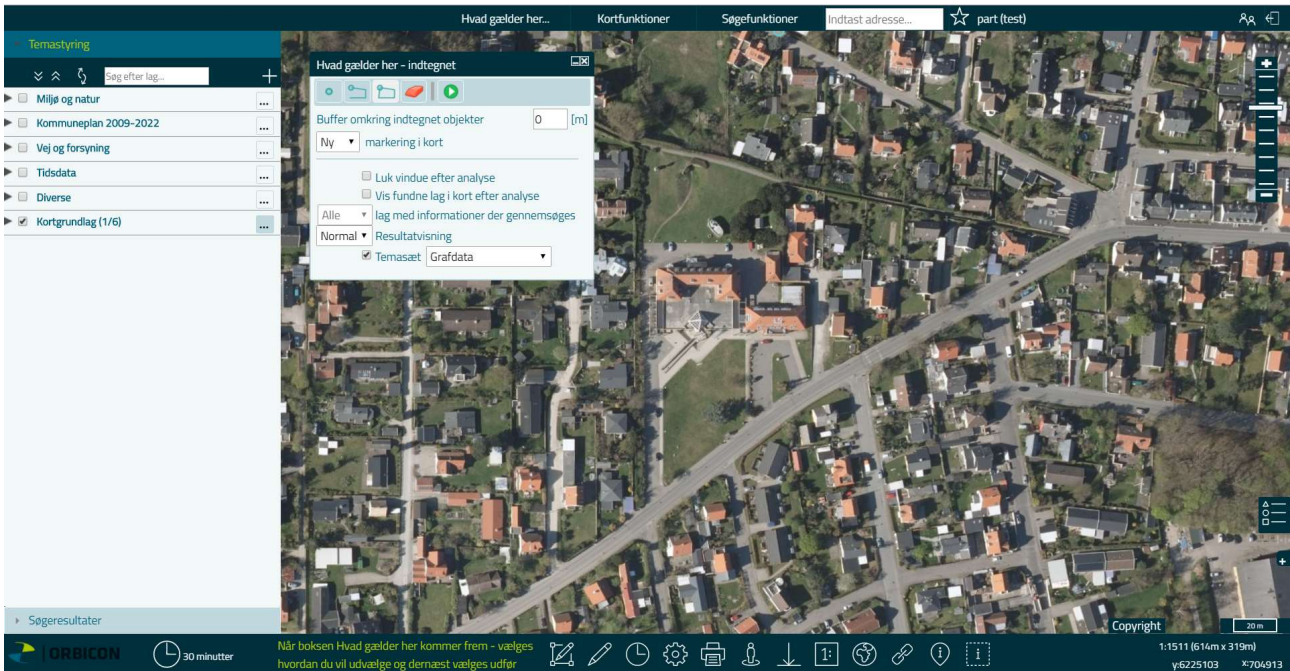 Hvad gælder her...
Kortfunktioner
Søgefunktioner
Indtast adresse...
part (test)
Temastyring
Søg efter lag...
Miljø og natur
...
Kommuneplan 2009-2022
...
Vej og forsyning
...
Tidsdata
...
Diverse
...
Kortgrundlag (1/6)
...
Hvad gælder her - indtegnet
Buffer omkring indtegnet objekter 0 [m]
Ny markering i kort
Luk vindue efter analyse
Vis fundne lag i kort efter analyse
Alle lag med informationer der gennemsøges
Normal Resultatvisning
Temasæt Grafdata
Søgeresultater
Copyright
20 m
ORBICON
30 minutter
Når boksen Hvad gælder her kommer frem - vælges
hvordan du vil udvælge og dernæst vælges udfør
1:
1:1511 (614m x 319m)
y:6225103 x:704913